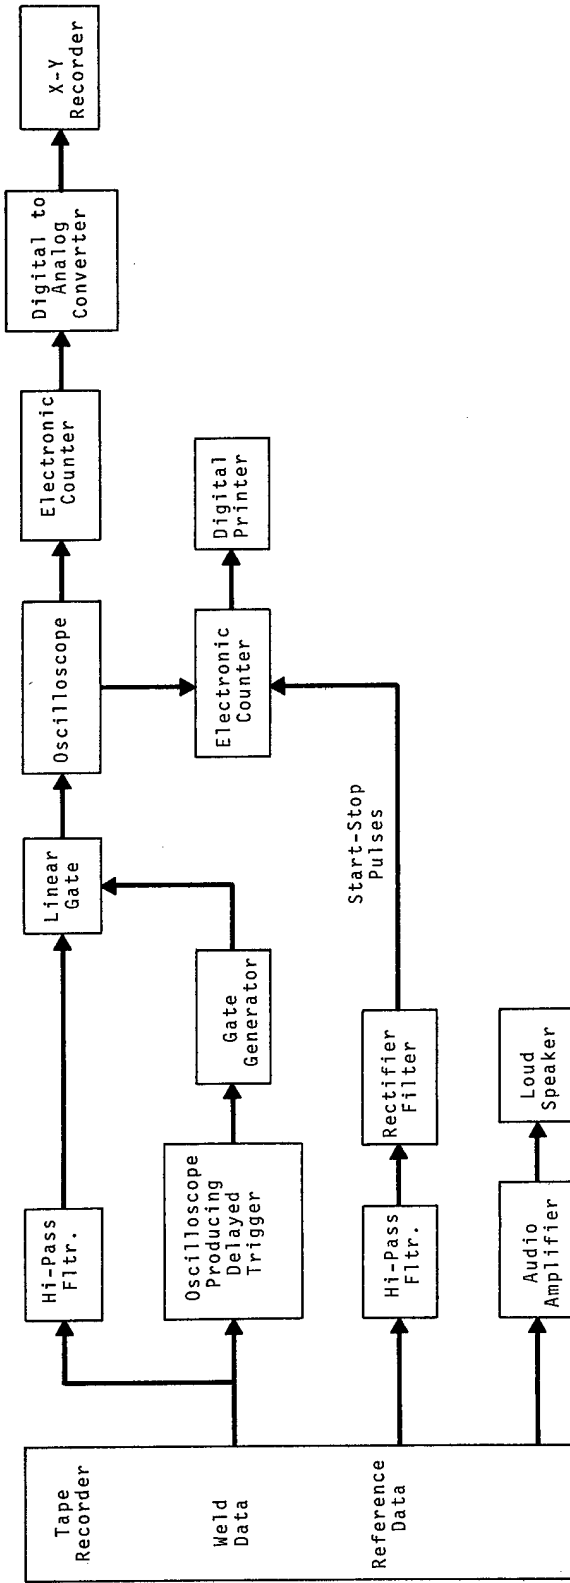 Tape
Recorder
Weld
Data
Reference
Data
Hi-Pass
Fltr.
Linear
Gate
Oscilloscope
Electronic
Counter
Digital to
Analog
Converter
X-Y
Recorder
Oscilloscope
Producing
Delayed
Trigger
Gate
Generator
Electronic
Counter
Digital
Printer
Hi-Pass
Fltr.
Rectifier
Filter
Start-Stop
Pulses
Audio
Amplifier
Loud
Speaker